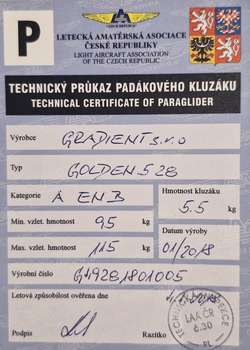 P
LETECKÁ AMATÉRSKÁ ASOCIACE
ČESKÉ REPUBLIKY
LIGHT AIRCRAFT ASSOCIATION
OF THE CZECH REPUBLIC
TECHNICKÝ PRŮKAZ PADÁKOVÉHO KLUZÁKU
TECHNICAL CERTIFICATE OF PARAGLIDER
Výrobce GRADIENT s.r.o
Typ GOLDEN 5 28
Kategorie A EN B
Hmotnost kluzáku
5.5 kg
Min. vzlet. hmotnost 95 kg
Datum výroby
Max. vzlet. hmotnost 115 kg
01/2018
Výrobní číslo
Letová způsobilost ověřena dne
Podpis
Razítko
LAA ČR